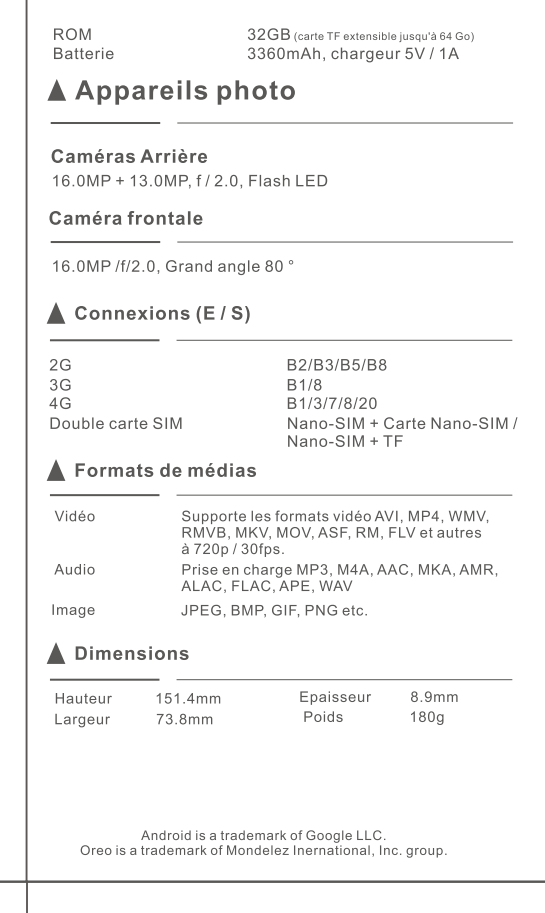 ROM 32GB (carte TF extensible jusqu'à 64 Go)
Batterie 3360mAh, chargeur 5V / 1A
Appareils photo
Caméras Arrière
16.0MP + 13.0MP, f / 2.0, Flash LED
Caméra frontale
16.0MP /f/2.0, Grand angle 80 °
Connexions (E / S)
2G B2/B3/B5/B8
3G B1/8
4G B1/3/7/8/20
Double carte SIM Nano-SIM + Carte Nano-SIM /
Nano-SIM + TF
Formats de médias
Vidéo Supporte les formats vidéo AVI, MP4, WMV,
RMVB, MKV, MOV, ASF, RM, FLV et autres
à 720p / 30fps.
Audio Prise en charge MP3, M4A, AAC, MKA, AMR,
ALAC, FLAC, APE, WAV
Image JPEG, BMP, GIF, PNG etc.
Dimensions
Hauteur 151.4mm Epaisseur 8.9mm
Largeur 73.8mm Poids 180g
Android is a trademark of Google LLC.
Oreo is a trademark of Mondelez Inernational, Inc. group.